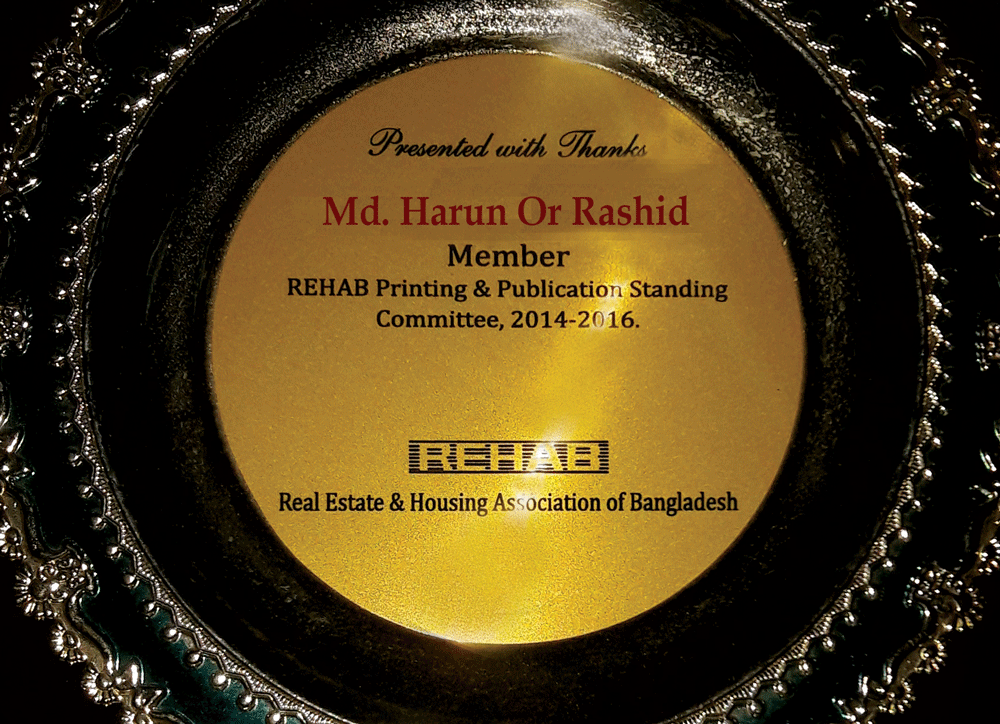 Presented with Thanks
Md. Harun Or Rashid
Member
REHAB Printing & Publication Standing
Committee, 2014-2016.
REHAB
Real Estate & Housing Association of Bangladesh